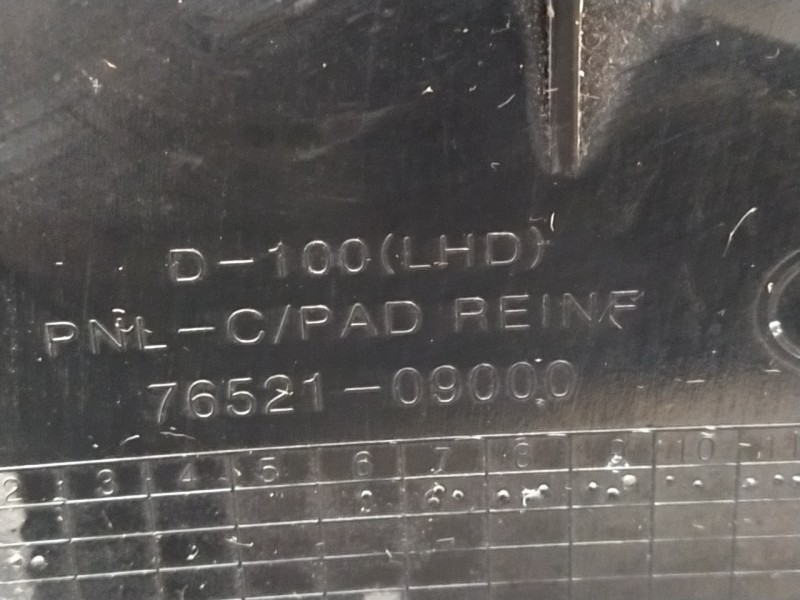 D-100(LHD)
PNL-C/PAD REINF
76521-09000
2 3 4 5 6 7 8 9 10 11